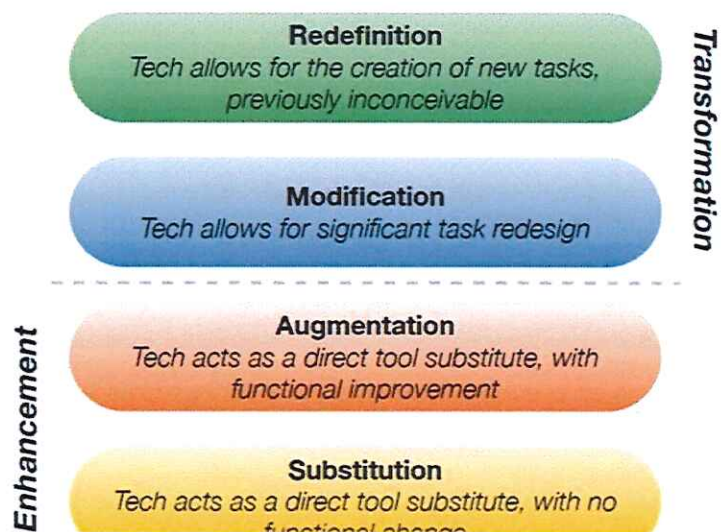 Redefinition
Tech allows for the creation of new tasks,
previously inconceivable
Transformation
Modification
Tech allows for significant task redesign
Enhancement
Augmentation
Tech acts as a direct tool substitute, with
functional improvement
Substitution
Tech acts as a direct tool substitute, with no
functional change